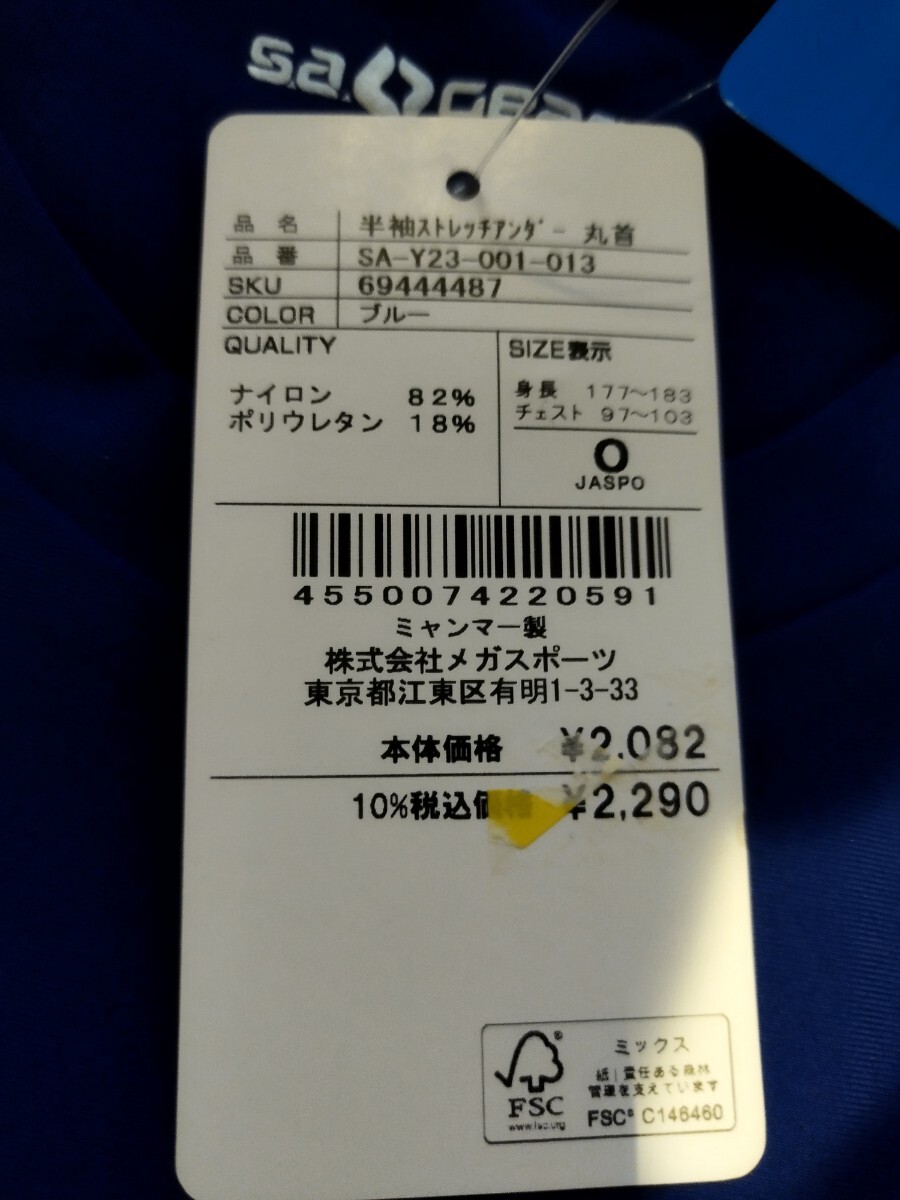 s.a. GEAR
品名 半袖ストレッチアンダー 丸首
品番 SA-Y23-001-013
SKU 69444487
COLOR ブルー
QUALITY
ナイロン 82%
ポリウレタン 18%
SIZE表示
身長 177〜183
チェスト 97〜103
O
JASPO
4550074220591
ミャンマー製
株式会社メガスポーツ
東京都江東区有明1-3-33
本体価格 ¥2,082
10%税込価格 ¥2,290
ミックス
紙|責任ある森林
管理を支えています
FSC® C146460
FSC
www.fsc.org